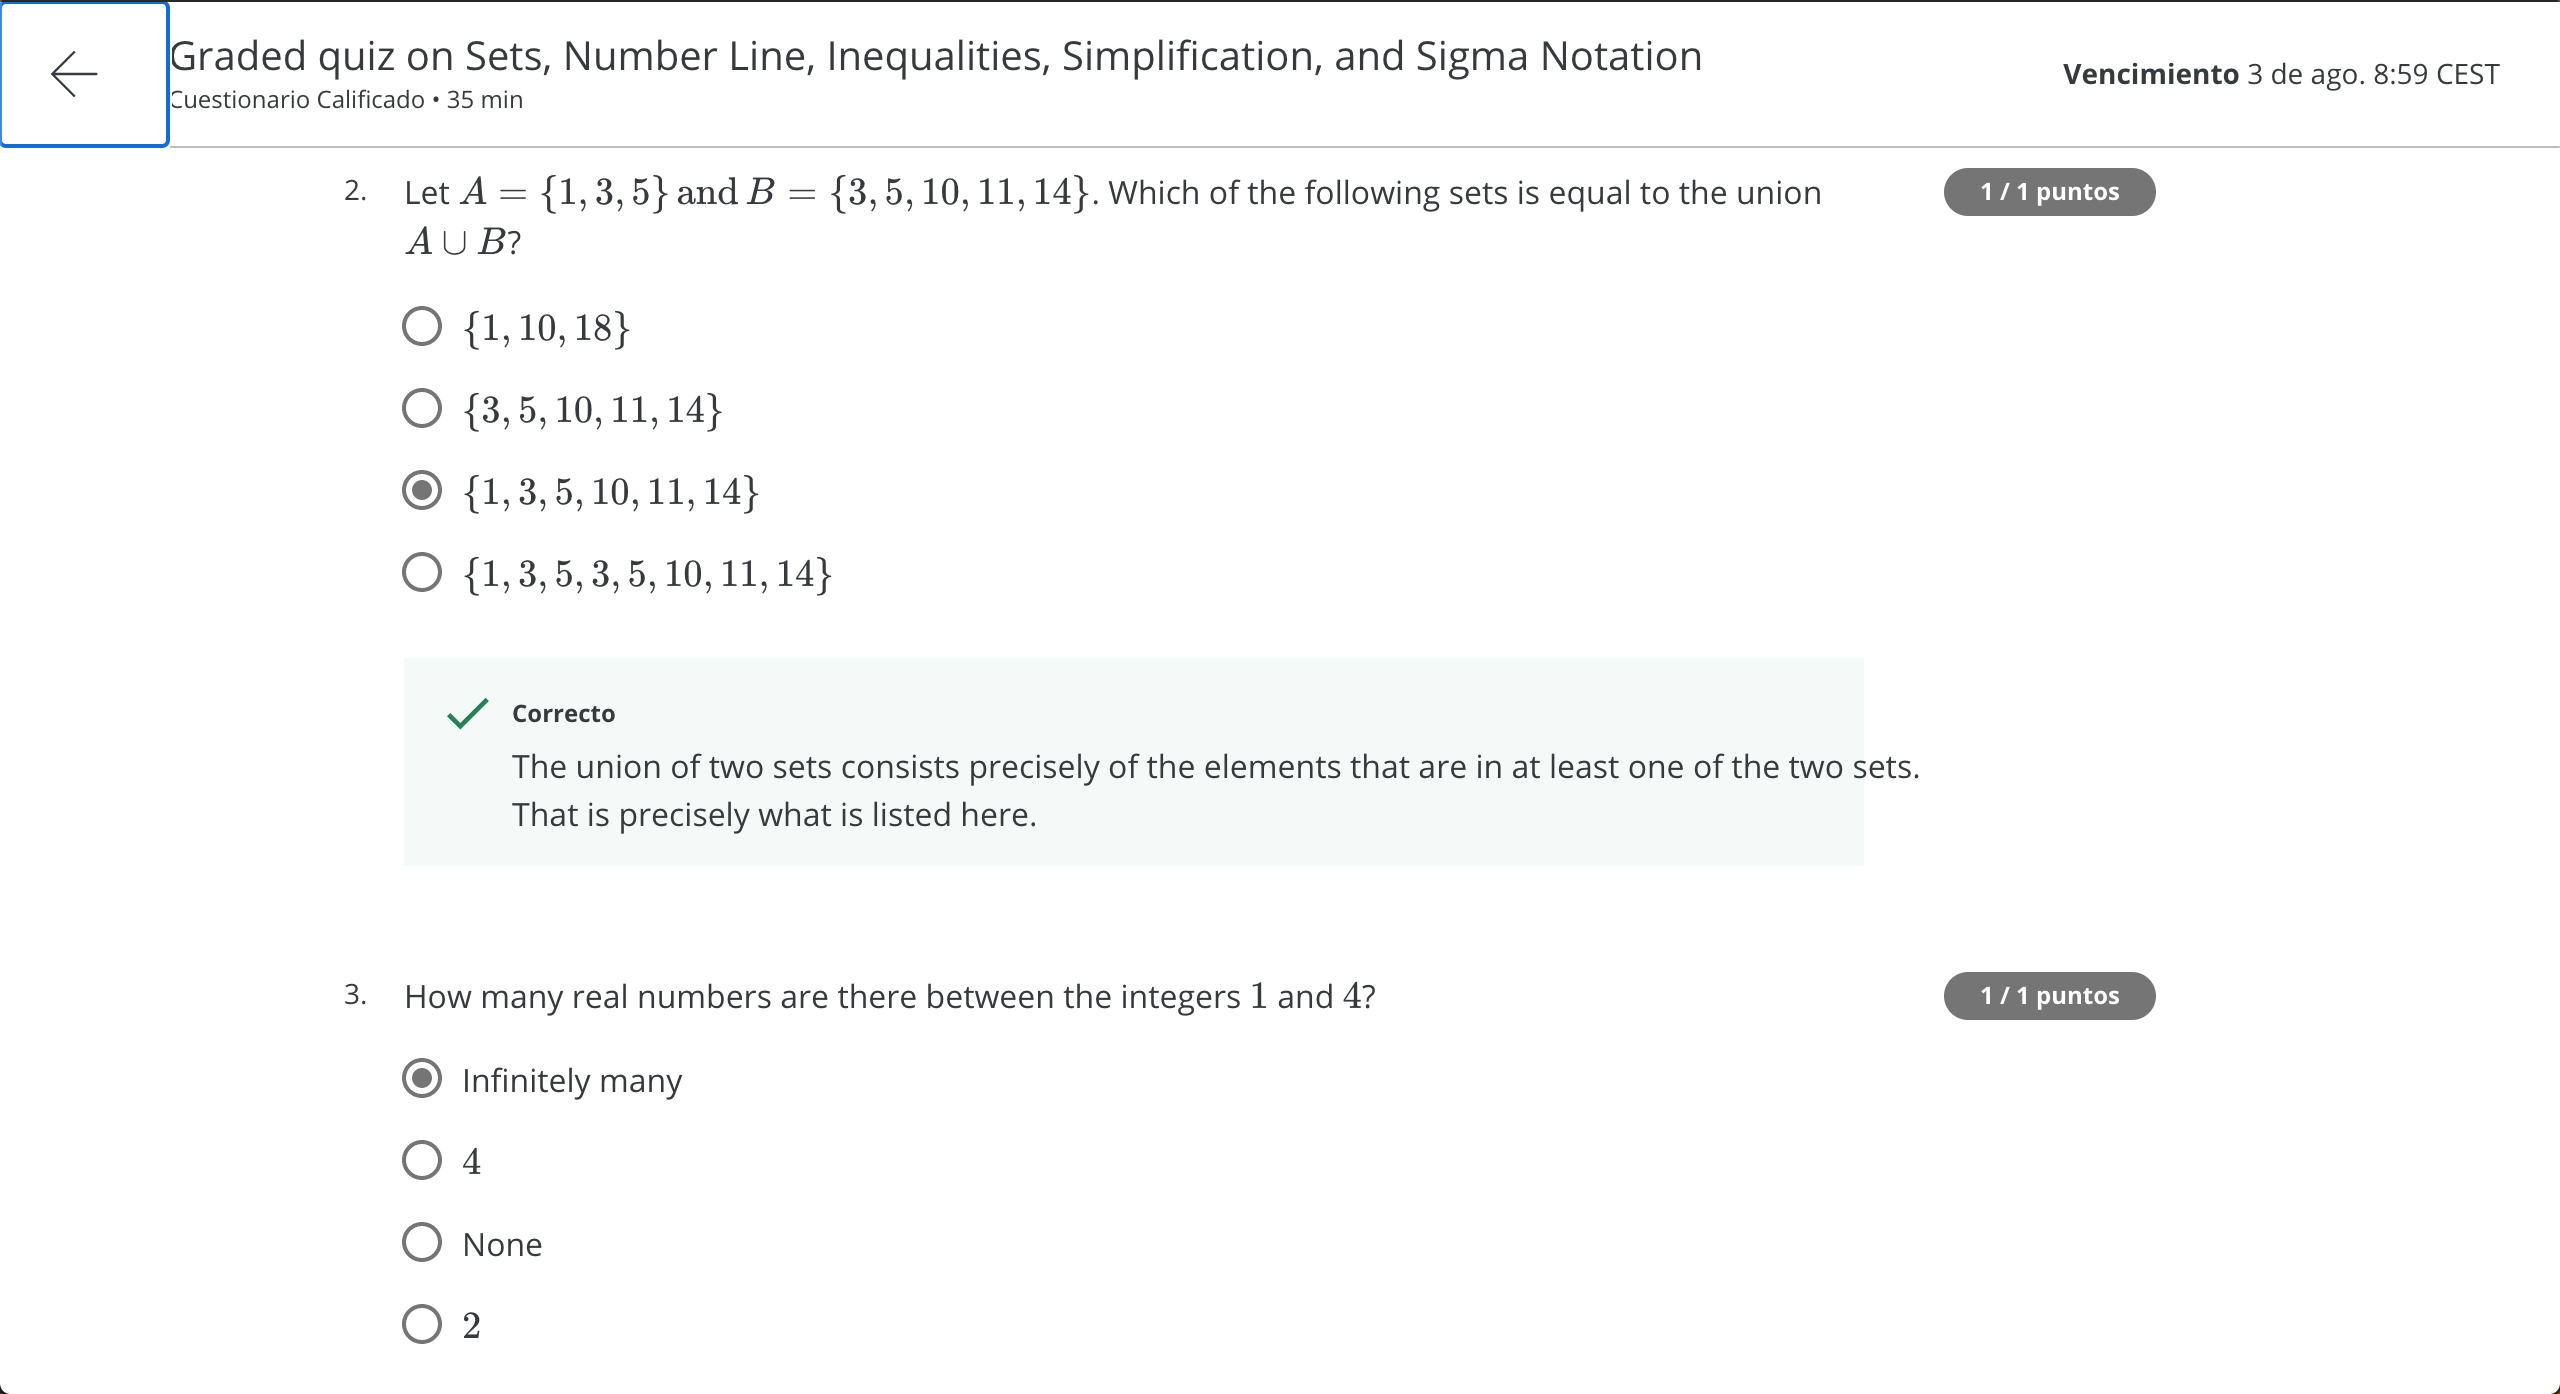 Graded quiz on Sets, Number Line, Inequalities, Simplification, and Sigma Notation
Cuestionario Calificado • 35 min
Vencimiento 3 de ago. 8:59 CEST
2. Let A = {1, 3, 5} and B = {3, 5, 10, 11, 14}. Which of the following sets is equal to the union
A ∪ B?
1 / 1 puntos
{1, 10, 18}
{3, 5, 10, 11, 14}
{1, 3, 5, 10, 11, 14}
{1, 3, 5, 3, 5, 10, 11, 14}
Correcto
The union of two sets consists precisely of the elements that are in at least one of the two sets.
That is precisely what is listed here.
3. How many real numbers are there between the integers 1 and 4?
1 / 1 puntos
Infinitely many
4
None
2